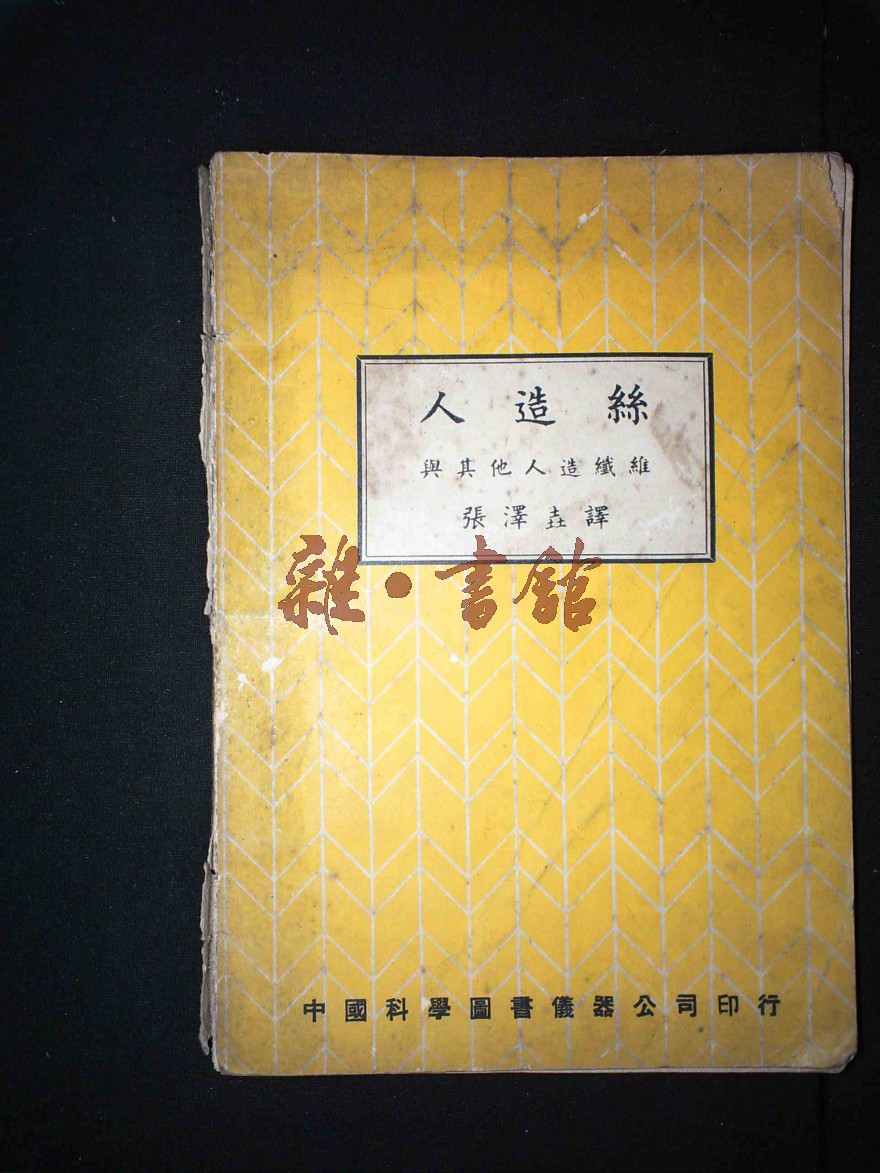 人造絲
與其他人造纖維
張澤垚譯
雜·書館
中國科學圖書儀器公司印行